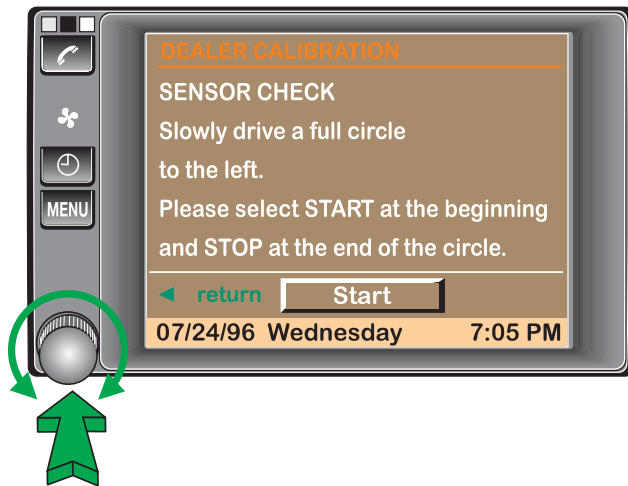 DEALER CALIBRATION
SENSOR CHECK
Slowly drive a full circle
to the left.
Please select START at the beginning
and STOP at the end of the circle.
◄ return Start
07/24/96 Wednesday 7:05 PM
MENU